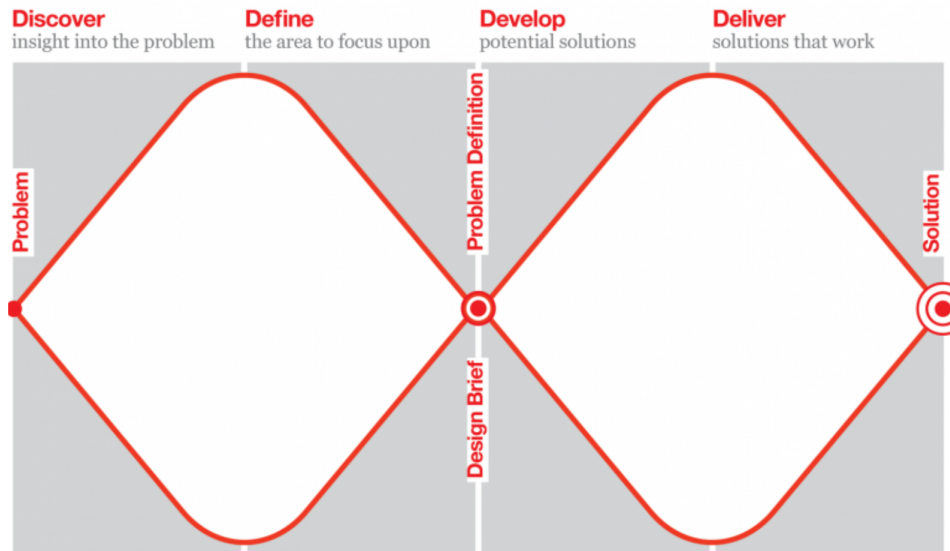 Discover
insight into the problem
Define
the area to focus upon
Develop
potential solutions
Deliver
solutions that work
Problem
Problem Definition
Design Brief
Solution